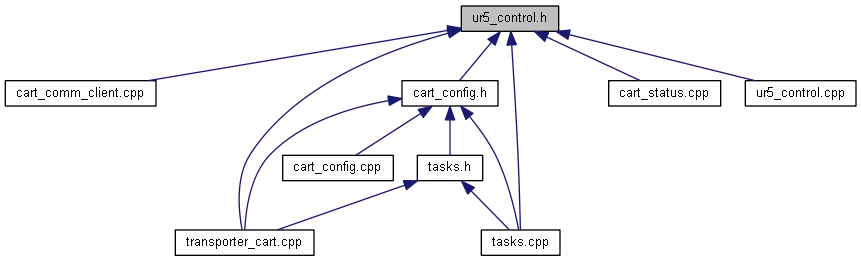 ur5_control.h
cart_comm_client.cpp
cart_config.h
cart_status.cpp
ur5_control.cpp
cart_config.cpp
tasks.h
transporter_cart.cpp
tasks.cpp